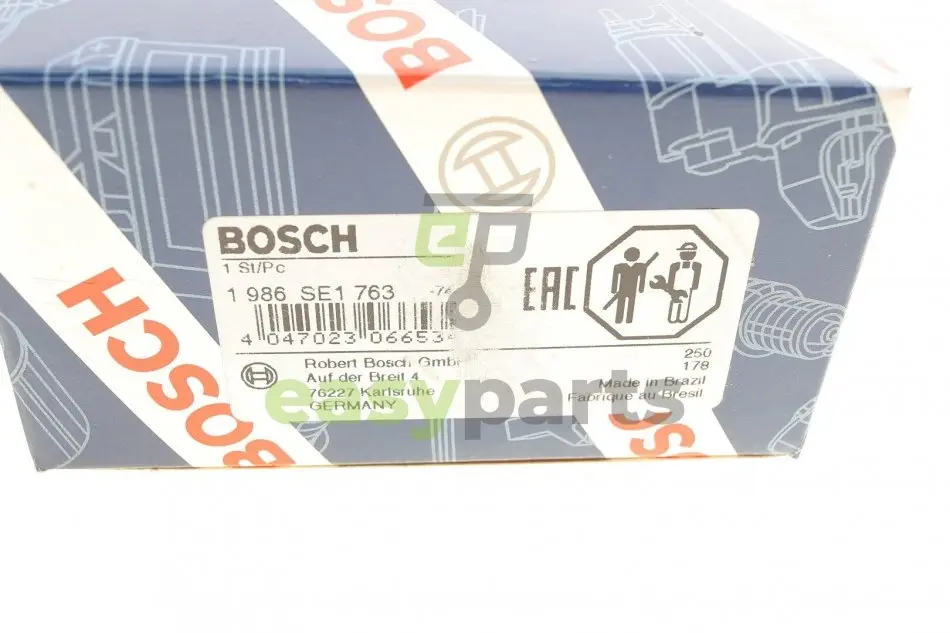 BOSCH
BOSCH
BOSCH
BOSCH
1 St/Pc
1 986 SE1 763
EAC
4 047023 06653
Robert Bosch Gmb
Auf der Breit 4
76227 Karlsruhe
GERMANY
250
178
Made in Brazil
Fabrique au Bresil
easyparts